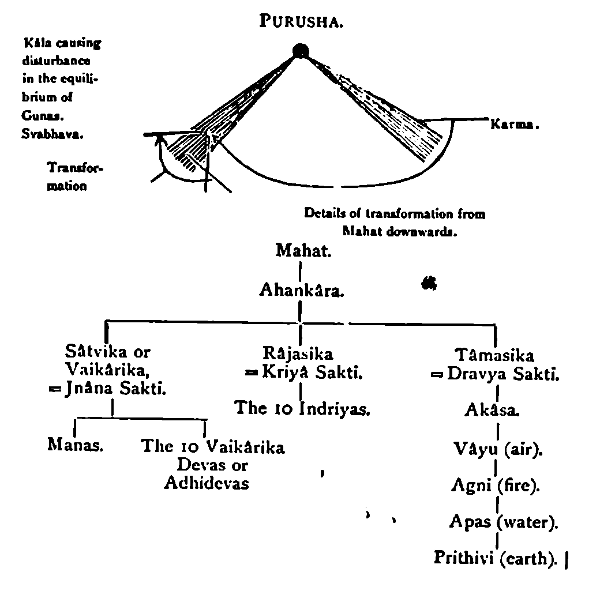 PURUSHA.
Kâla causing
disturbance
in the equili-
brium of
Gunas.
Svabhava.
Transfor-
mation
Karma.
Details of transformation from
Mahat downwards.
Mahat.
Ahankâra.
Sâtvika or
Vaikârika,
= Jnâna Sakti.
Râjasika
= Kriyâ Sakti.
Tâmasika
= Dravya Sakti.
Manas.
The 10 Vaikârika
Devas or
Adhidevas
The 10 Indriyas.
Akâsa.
Vâyu (air).
Agni (fire).
Apas (water).
Prithivi (earth).